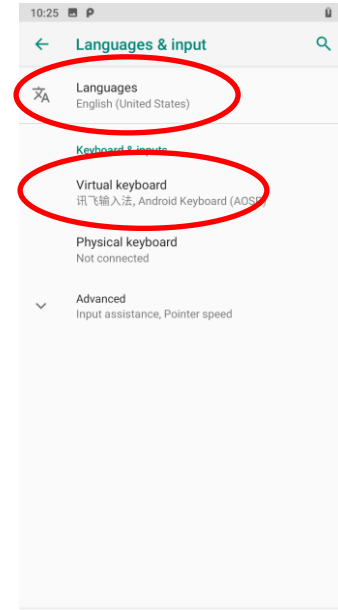 10:25
Languages & input
Languages
English (United States)
Keyboard & inputs
Virtual keyboard
讯飞输入法, Android Keyboard (AOSP)
Physical keyboard
Not connected
Advanced
Input assistance, Pointer speed